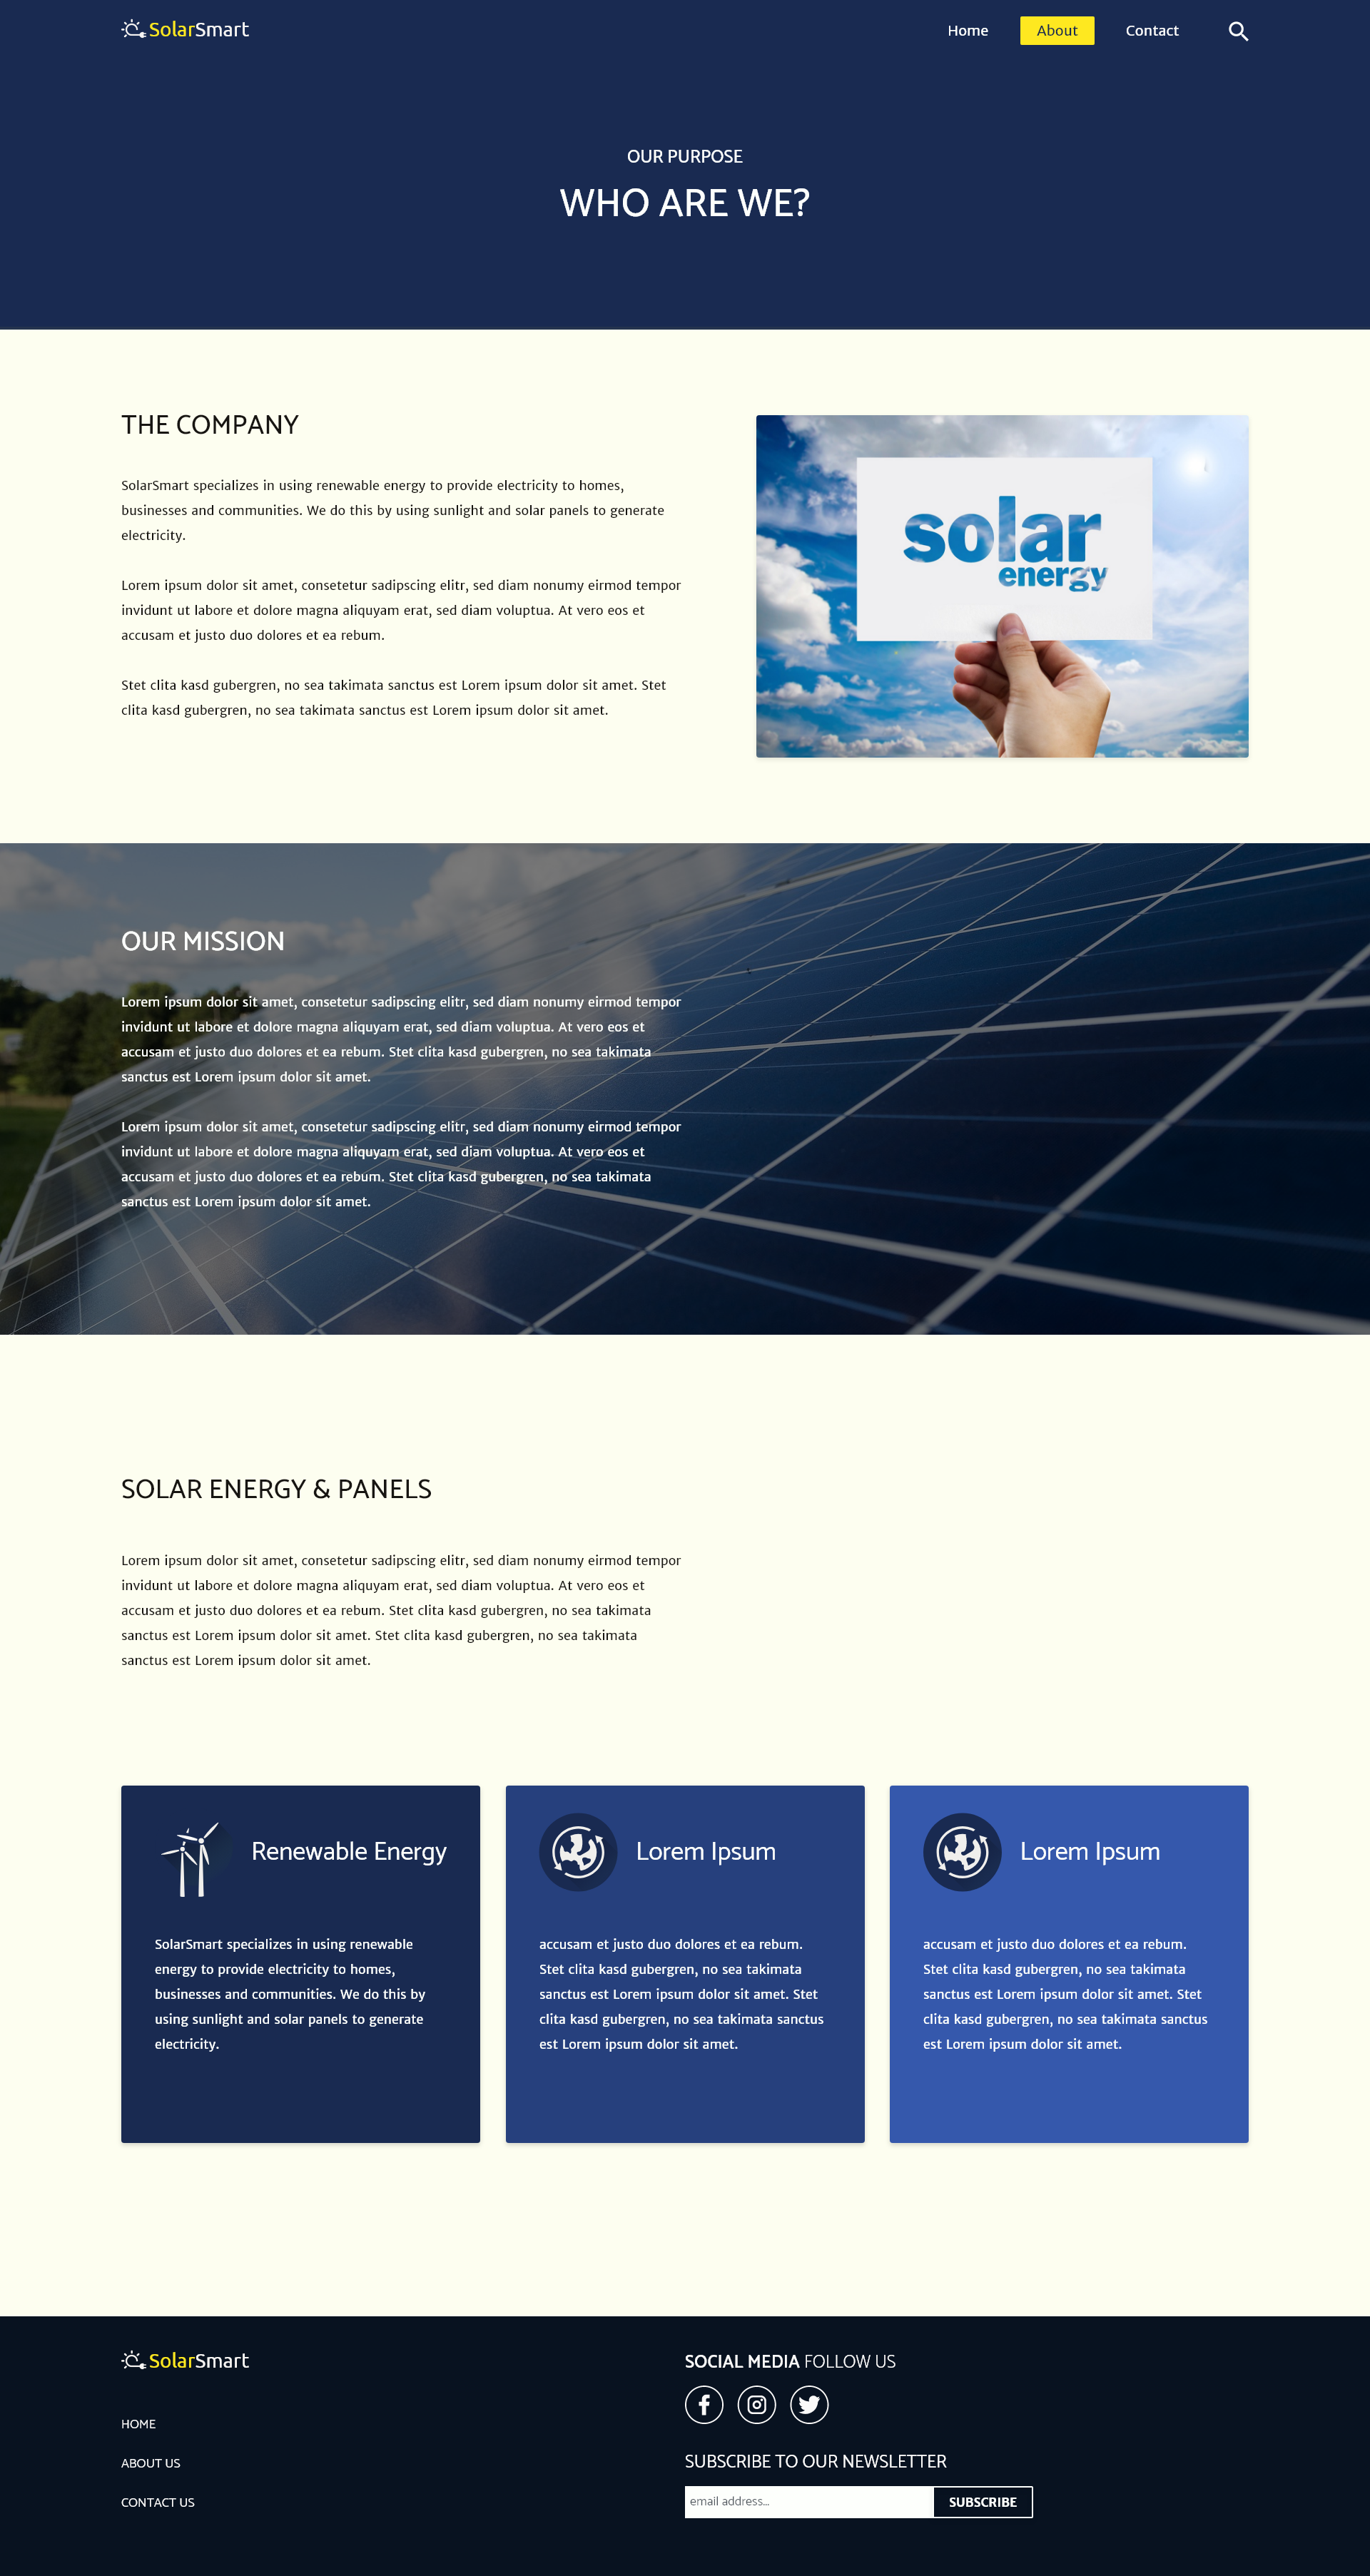 SolarSmart
Home
About
Contact
OUR PURPOSE
WHO ARE WE?
THE COMPANY
SolarSmart specializes in using renewable energy to provide electricity to homes,
businesses and communities. We do this by using sunlight and solar panels to generate
electricity.
Lorem ipsum dolor sit amet, consetetur sadipscing elitr, sed diam nonumy eirmod tempor
invidunt ut labore et dolore magna aliquyam erat, sed diam voluptua. At vero eos et
accusam et justo duo dolores et ea rebum.
Stet clita kasd gubergren, no sea takimata sanctus est Lorem ipsum dolor sit amet. Stet
clita kasd gubergren, no sea takimata sanctus est Lorem ipsum dolor sit amet.
solar
energy
OUR MISSION
Lorem ipsum dolor sit amet, consetetur sadipscing elitr, sed diam nonumy eirmod tempor
invidunt ut labore et dolore magna aliquyam erat, sed diam voluptua. At vero eos et
accusam et justo duo dolores et ea rebum. Stet clita kasd gubergren, no sea takimata
sanctus est Lorem ipsum dolor sit amet.
Lorem ipsum dolor sit amet, consetetur sadipscing elitr, sed diam nonumy eirmod tempor
invidunt ut labore et dolore magna aliquyam erat, sed diam voluptua. At vero eos et
accusam et justo duo dolores et ea rebum. Stet clita kasd gubergren, no sea takimata
sanctus est Lorem ipsum dolor sit amet.
SOLAR ENERGY & PANELS
Lorem ipsum dolor sit amet, consetetur sadipscing elitr, sed diam nonumy eirmod tempor
invidunt ut labore et dolore magna aliquyam erat, sed diam voluptua. At vero eos et
accusam et justo duo dolores et ea rebum. Stet clita kasd gubergren, no sea takimata
sanctus est Lorem ipsum dolor sit amet. Stet clita kasd gubergren, no sea takimata
sanctus est Lorem ipsum dolor sit amet.
Renewable Energy
SolarSmart specializes in using renewable
energy to provide electricity to homes,
businesses and communities. We do this by
using sunlight and solar panels to generate
electricity.
Lorem Ipsum
accusam et justo duo dolores et ea rebum.
Stet clita kasd gubergren, no sea takimata
sanctus est Lorem ipsum dolor sit amet. Stet
clita kasd gubergren, no sea takimata sanctus
est Lorem ipsum dolor sit amet.
Lorem Ipsum
accusam et justo duo dolores et ea rebum.
Stet clita kasd gubergren, no sea takimata
sanctus est Lorem ipsum dolor sit amet. Stet
clita kasd gubergren, no sea takimata sanctus
est Lorem ipsum dolor sit amet.
SolarSmart
HOME
ABOUT US
CONTACT US
SOCIAL MEDIA FOLLOW US
SUBSCRIBE TO OUR NEWSLETTER
email address...
SUBSCRIBE